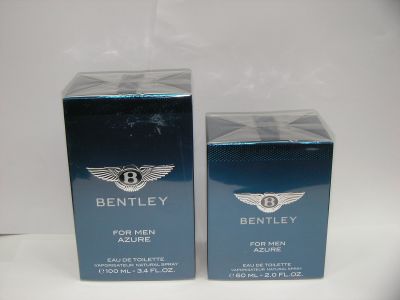 B
BENTLEY
FOR MEN
AZURE
EAU DE TOILETTE
VAPORISATEUR NATURAL SPRAY
℮100 ML - 3.4 FL.OZ.
B
BENTLEY
FOR MEN
AZURE
EAU DE TOILETTE
VAPORISATEUR NATURAL SPRAY
℮60 ML - 2.0 FL.OZ.